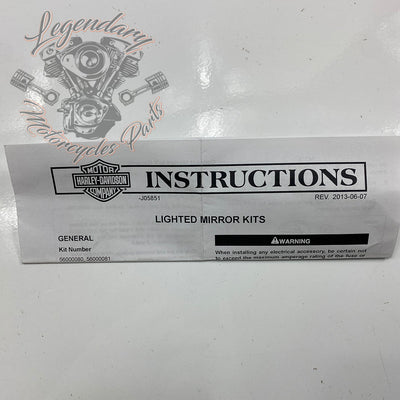 Legendary
Motorcycles Parts
MOTOR
HARLEY-DAVIDSON
COMPANY
INSTRUCTIONS
-J05851
REV. 2013-06-07
LIGHTED MIRROR KITS
GENERAL
Kit Number
56000080, 56000081
WARNING
When installing any electrical accessory, be certain not
to exceed the maximum amperage rating of the fuse or